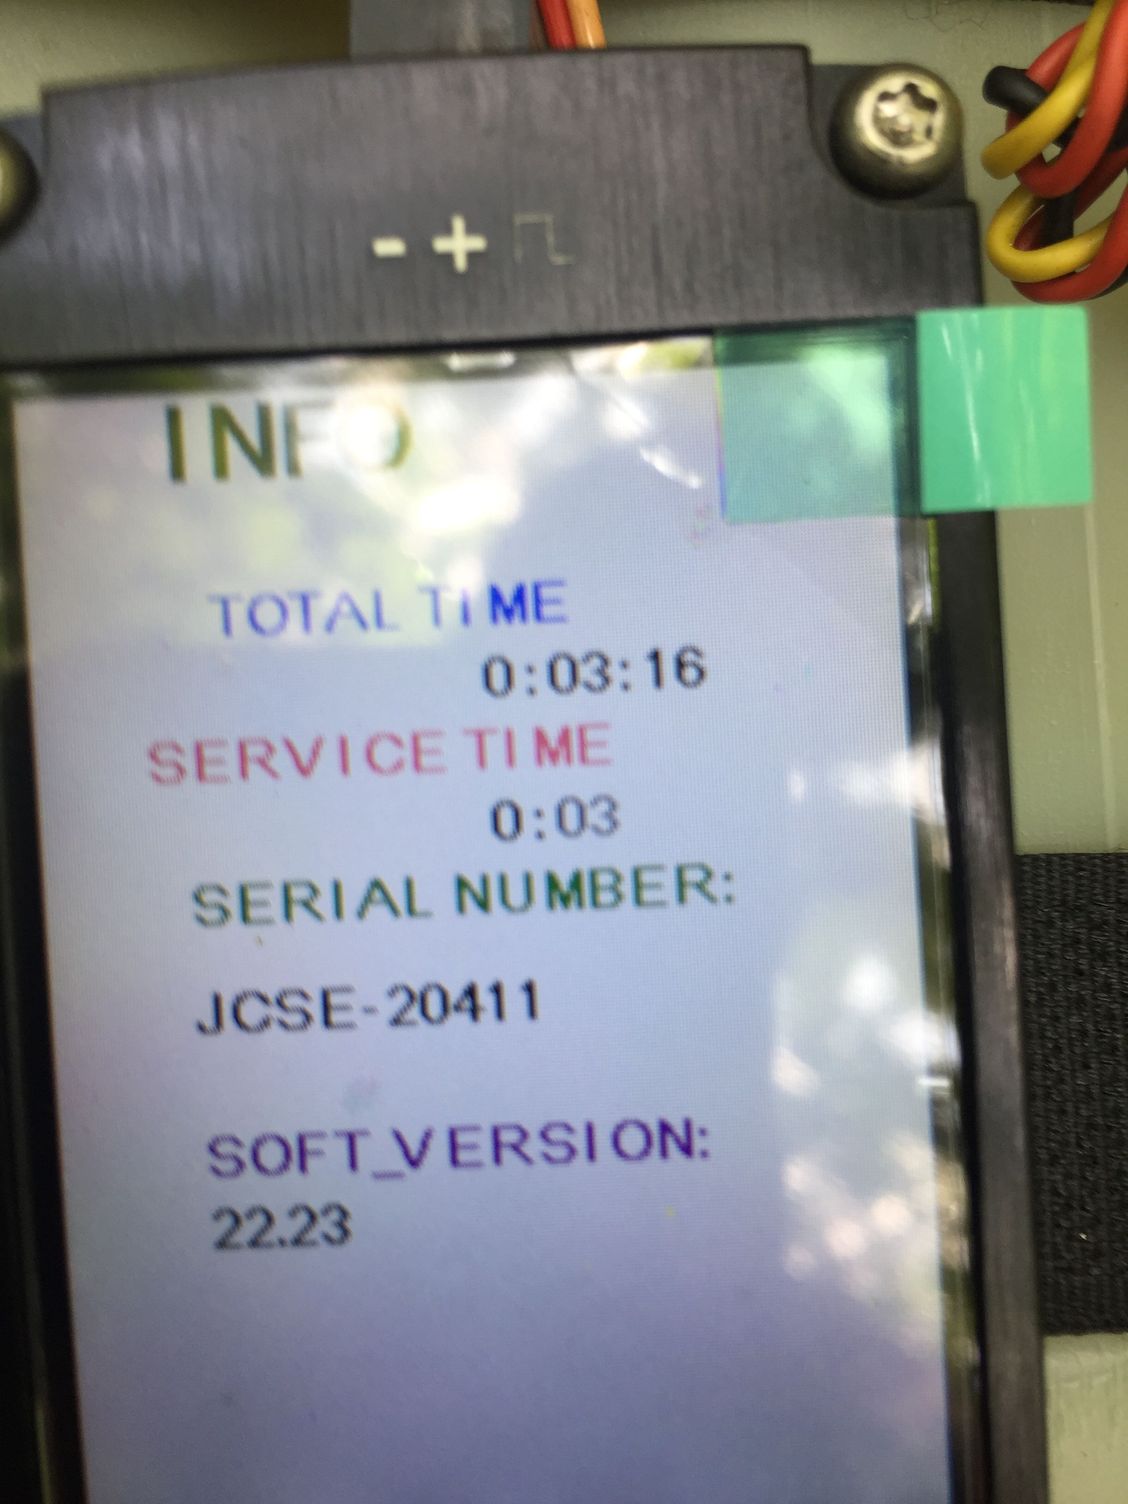 - +
INFO
TOTAL TIME
0:03:16
SERVICE TIME
0:03
SERIAL NUMBER:
JCSE-20411
SOFT_VERSION:
22.23